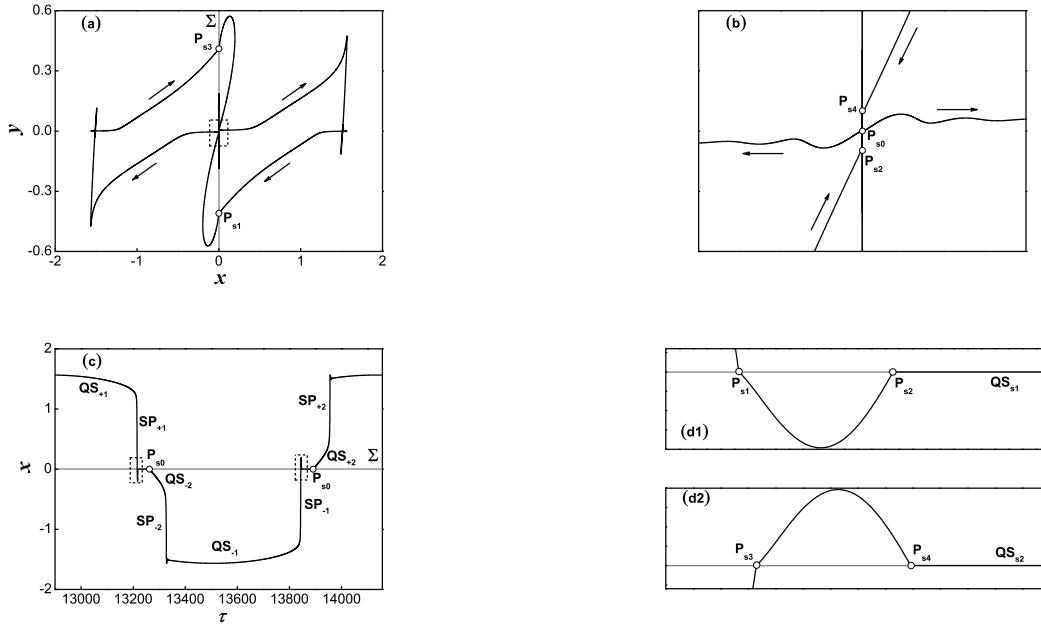 (a)
Σ
P s3
P s1
0.6
0.3
0.0
-0.3
-0.6
y
-2 -1 0 1 2
x
(b)
P s4
P s0
P s2
(c)
QS +1
SP +1
P s0
QS -2
SP -2
QS -1
SP +2
QS +2
Σ
P s0
SP -1
2
1
0
-1
-2
x
13000 13200 13400 13600 13800 14000
τ
P s1
P s2
QS s1
(d1)
(d2)
P s3
P s4
QS s2